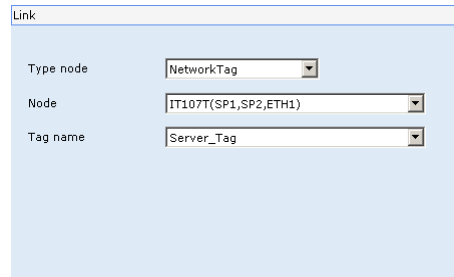 Link
Type node NetworkTag
Node IT107T(SP1,SP2,ETH1)
Tag name Server_Tag